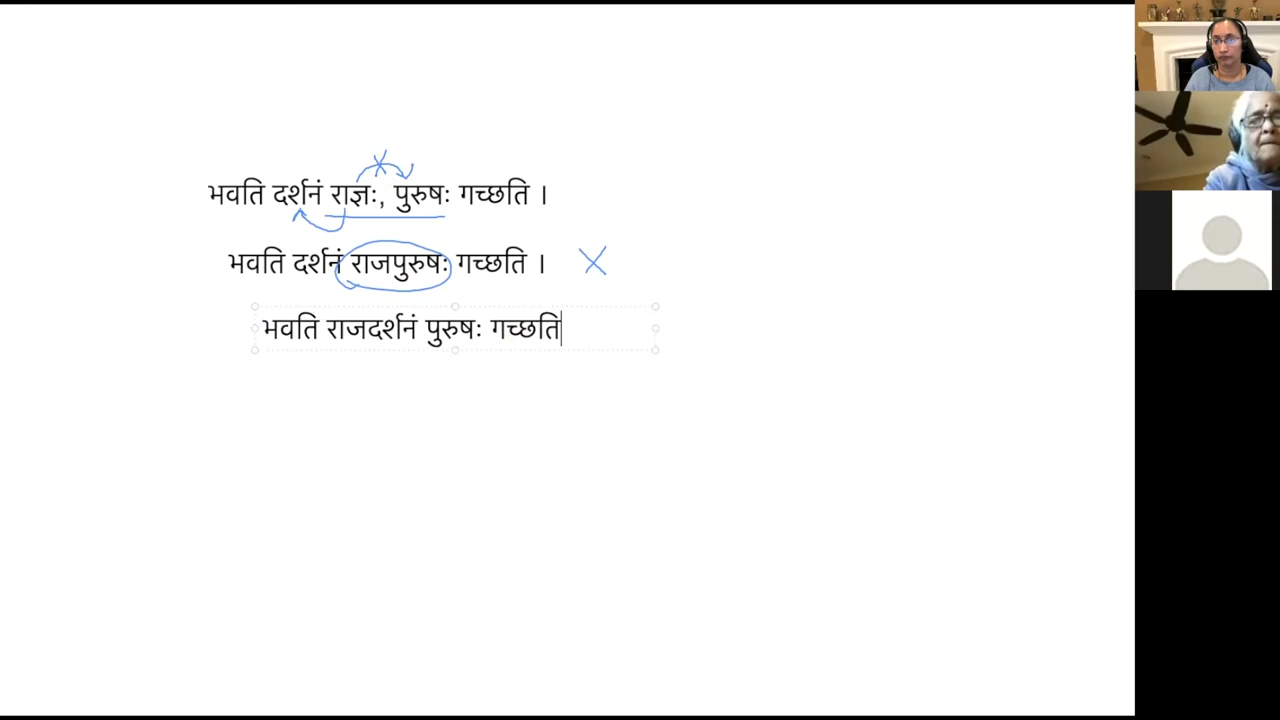 भवति दर्शनं राज्ञः, पुरुषः गच्छति ।
भवति दर्शनं राजपुरुषः गच्छति ।
भवति राजदर्शनं पुरुषः गच्छति